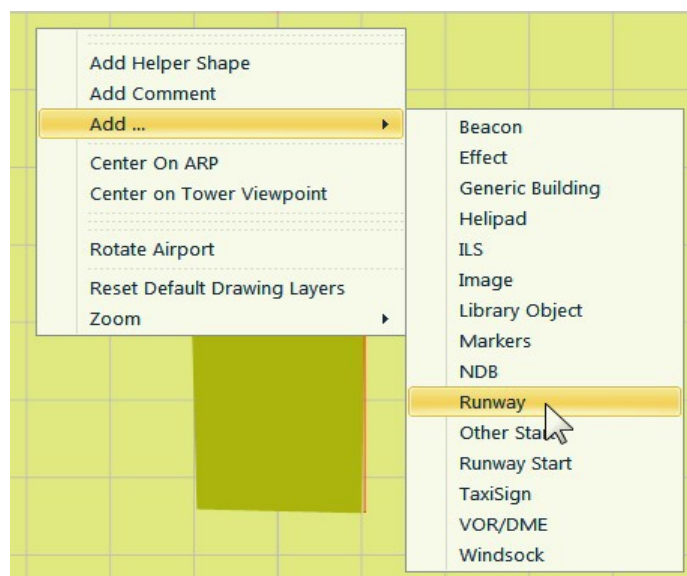 Add Helper Shape
Add Comment
Add ...
Center On ARP
Center on Tower Viewpoint
Rotate Airport
Reset Default Drawing Layers
Zoom
Beacon
Effect
Generic Building
Helipad
ILS
Image
Library Object
Markers
NDB
Runway
Other
Runway Start
TaxiSign
VOR/DME
Windsock